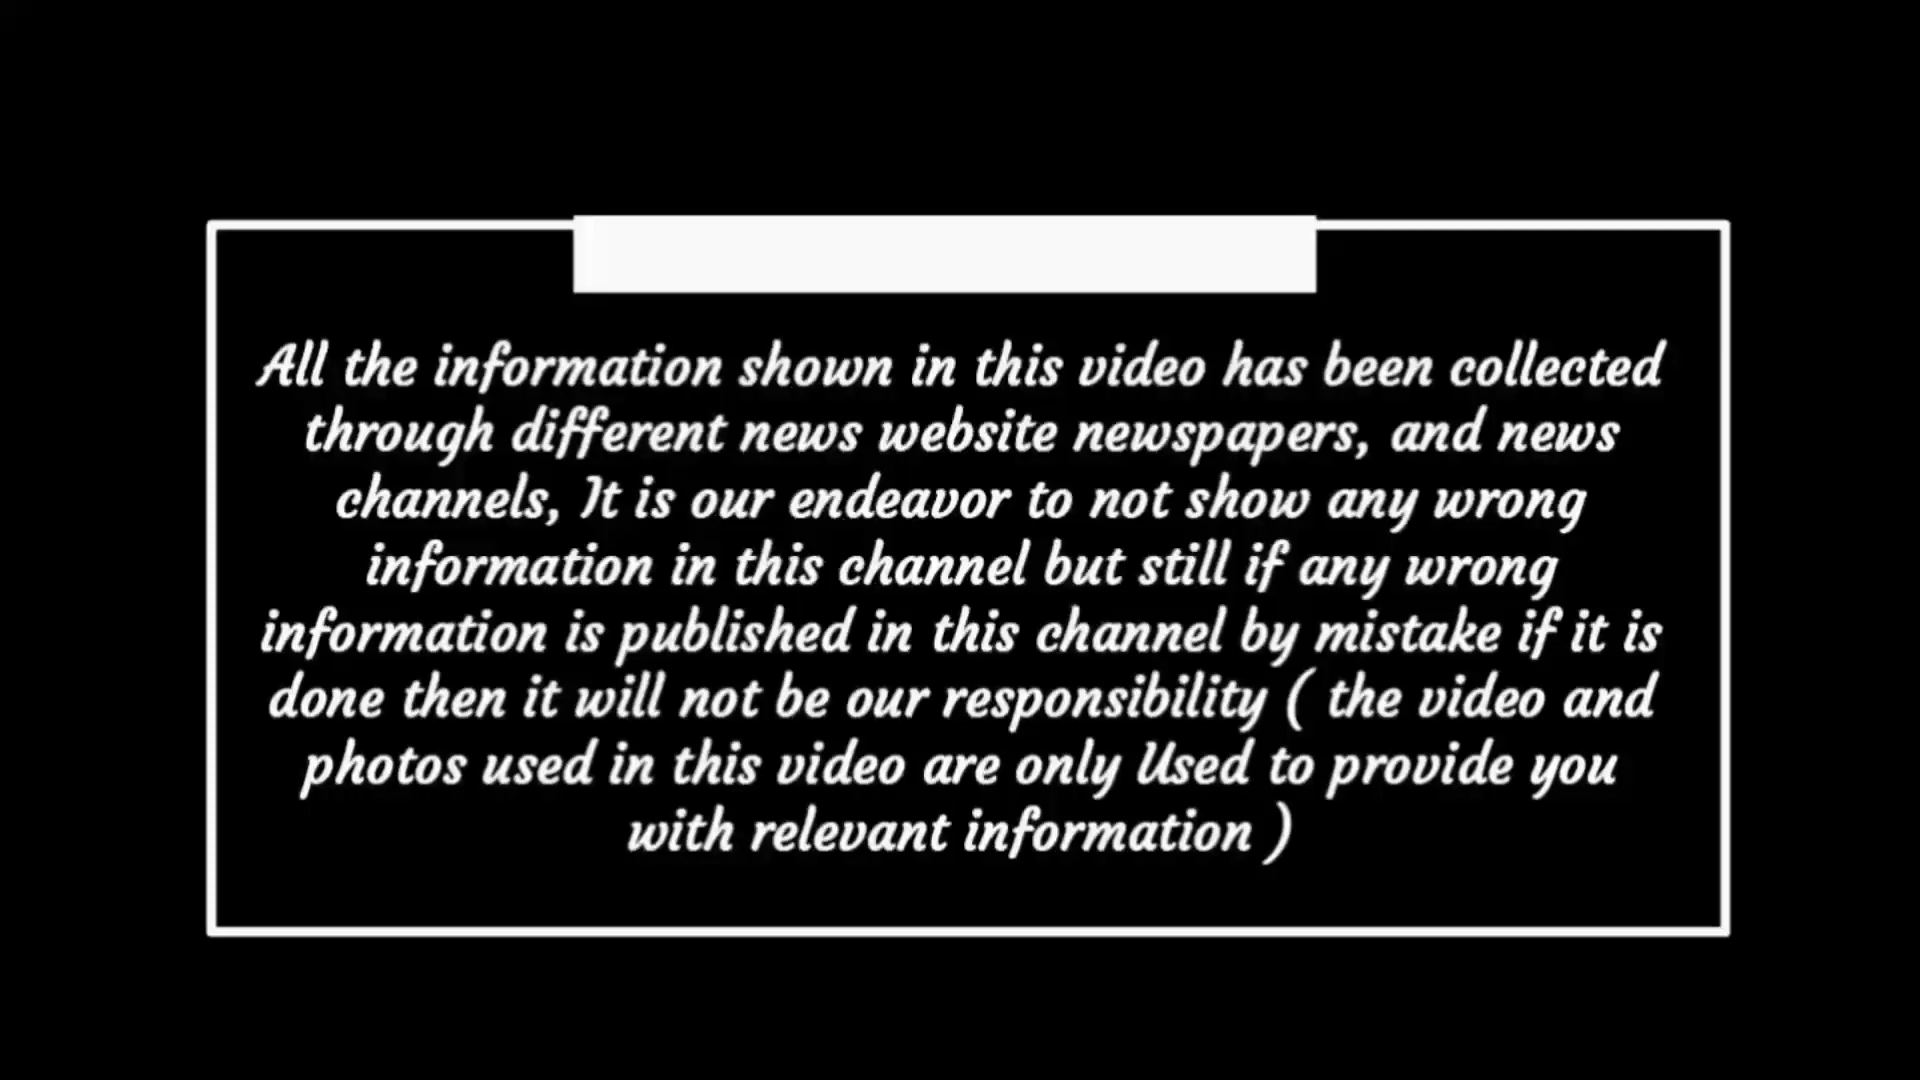 All the information shown in this video has been collected
through different news website newspapers, and news
channels, It is our endeavor to not show any wrong
information in this channel but still if any wrong
information is published in this channel by mistake if it is
done then it will not be our responsibility ( the video and
photos used in this video are only Used to provide you
with relevant information )